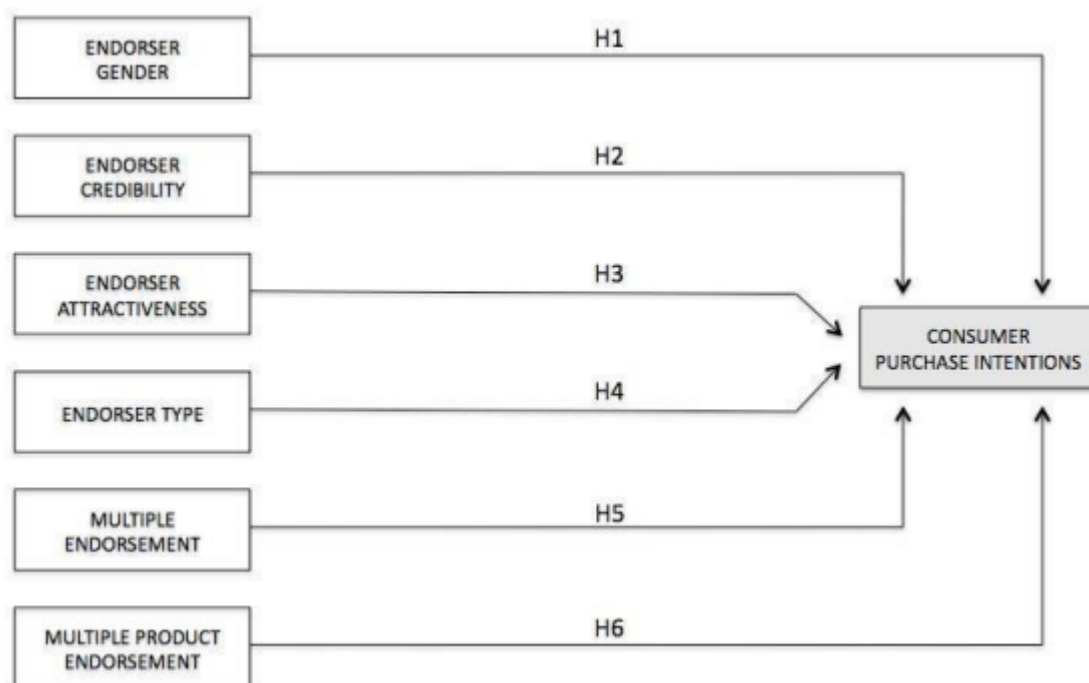 ENDORSER
GENDER
H1
ENDORSER
CREDIBILITY
H2
ENDORSER
ATTRACTIVENESS
H3
CONSUMER
PURCHASE INTENTIONS
ENDORSER TYPE
H4
MULTIPLE
ENDORSEMENT
H5
MULTIPLE PRODUCT
ENDORSEMENT
H6